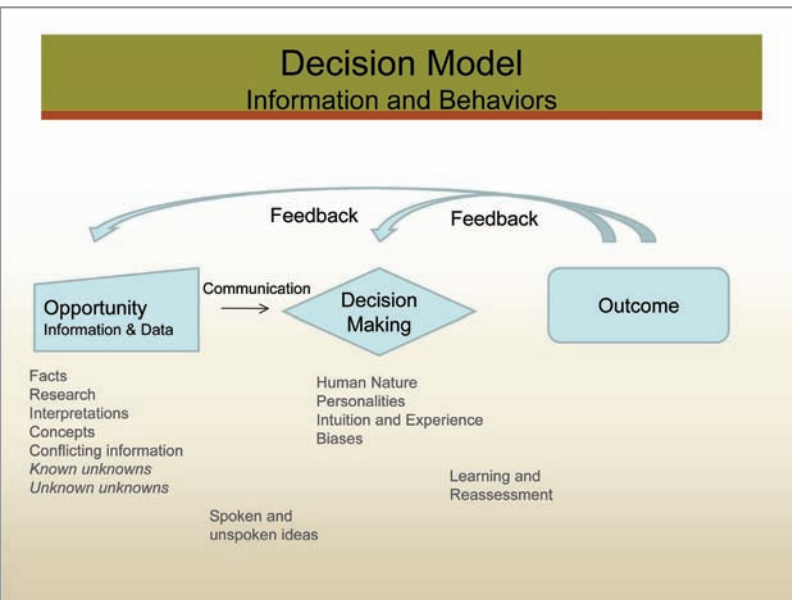 Decision Model
Information and Behaviors
Feedback
Feedback
Opportunity
Information & Data
Communication
Decision
Making
Outcome
Facts
Research
Interpretations
Concepts
Conflicting information
Known unknowns
Unknown unknowns
Human Nature
Personalities
Intuition and Experience
Biases
Learning and
Reassessment
Spoken and
unspoken ideas